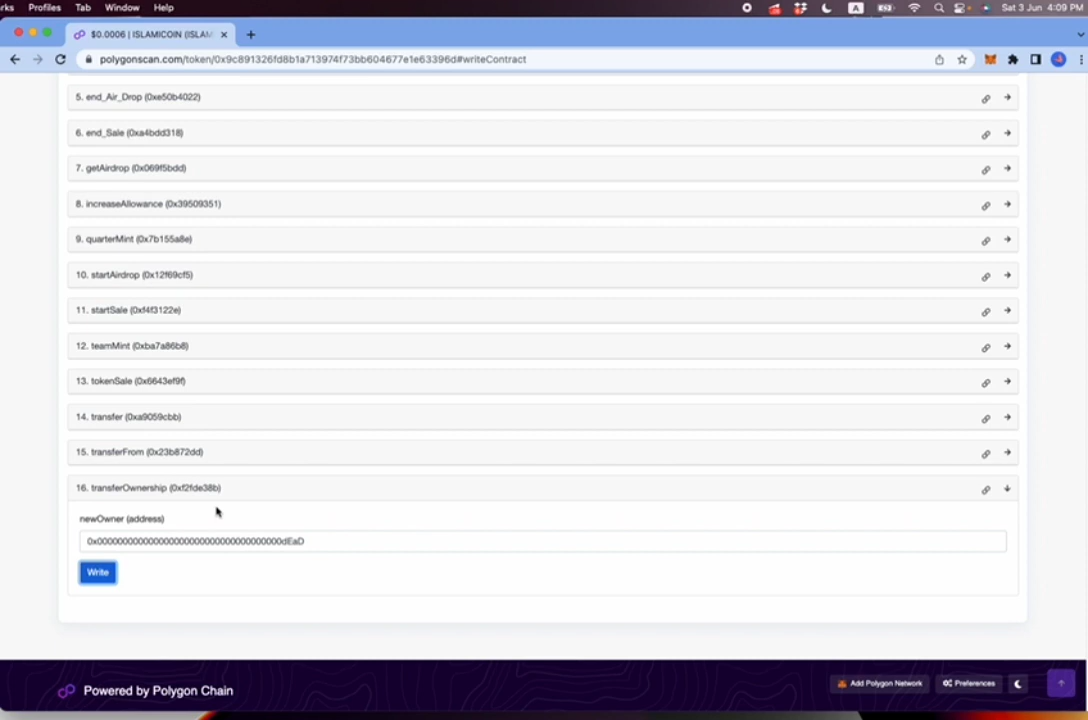 rks Profiles Tab Window Help
A
Sat 3 Jun 4:09 PM
$0.0006 | ISLAMICOIN (ISLAM
polygonscan.com/token/0x9c891326fd8b1a713974f73bb604677e1e63396d#writeContract
5. end_Air_Drop (0xe50b4022)
6. end_Sale (0xa4bdd318)
7. getAirdrop (0x069f5bdd)
8. increaseAllowance (0x39509351)
9. quarterMint (0x7b155a8e)
10. startAirdrop (0x12f69cf5)
11. startSale (0xf4f3122e)
12. teamMint (0xba7a86b8)
13. tokenSale (0x6643ef9f)
14. transfer (0xa9059cbb)
15. transferFrom (0x23b872dd)
16. transferOwnership (0xf2fde38b)
newOwner (address)
0x000000000000000000000000000000000000dEaD
Write
Powered by Polygon Chain
Add Polygon Network
Preferences